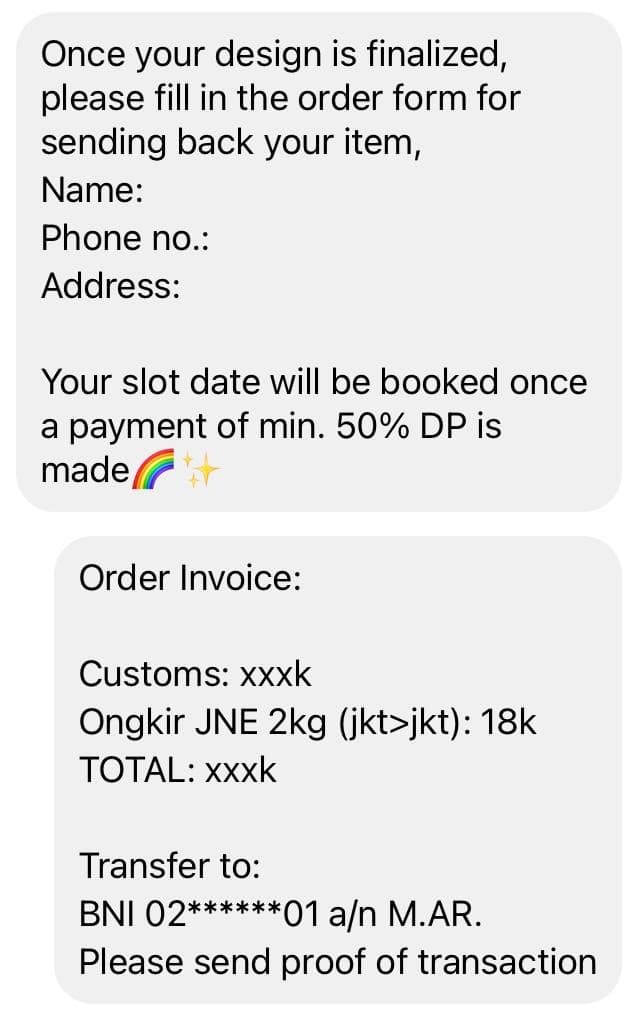 Once your design is finalized,
please fill in the order form for
sending back your item,
Name:
Phone no.:
Address:
Your slot date will be booked once
a payment of min. 50% DP is
made🌈✨
Order Invoice:
Customs: xxxk
Ongkir JNE 2kg (jkt>jkt): 18k
TOTAL: xxxk
Transfer to:
BNI 02******01 a/n M.AR.
Please send proof of transaction